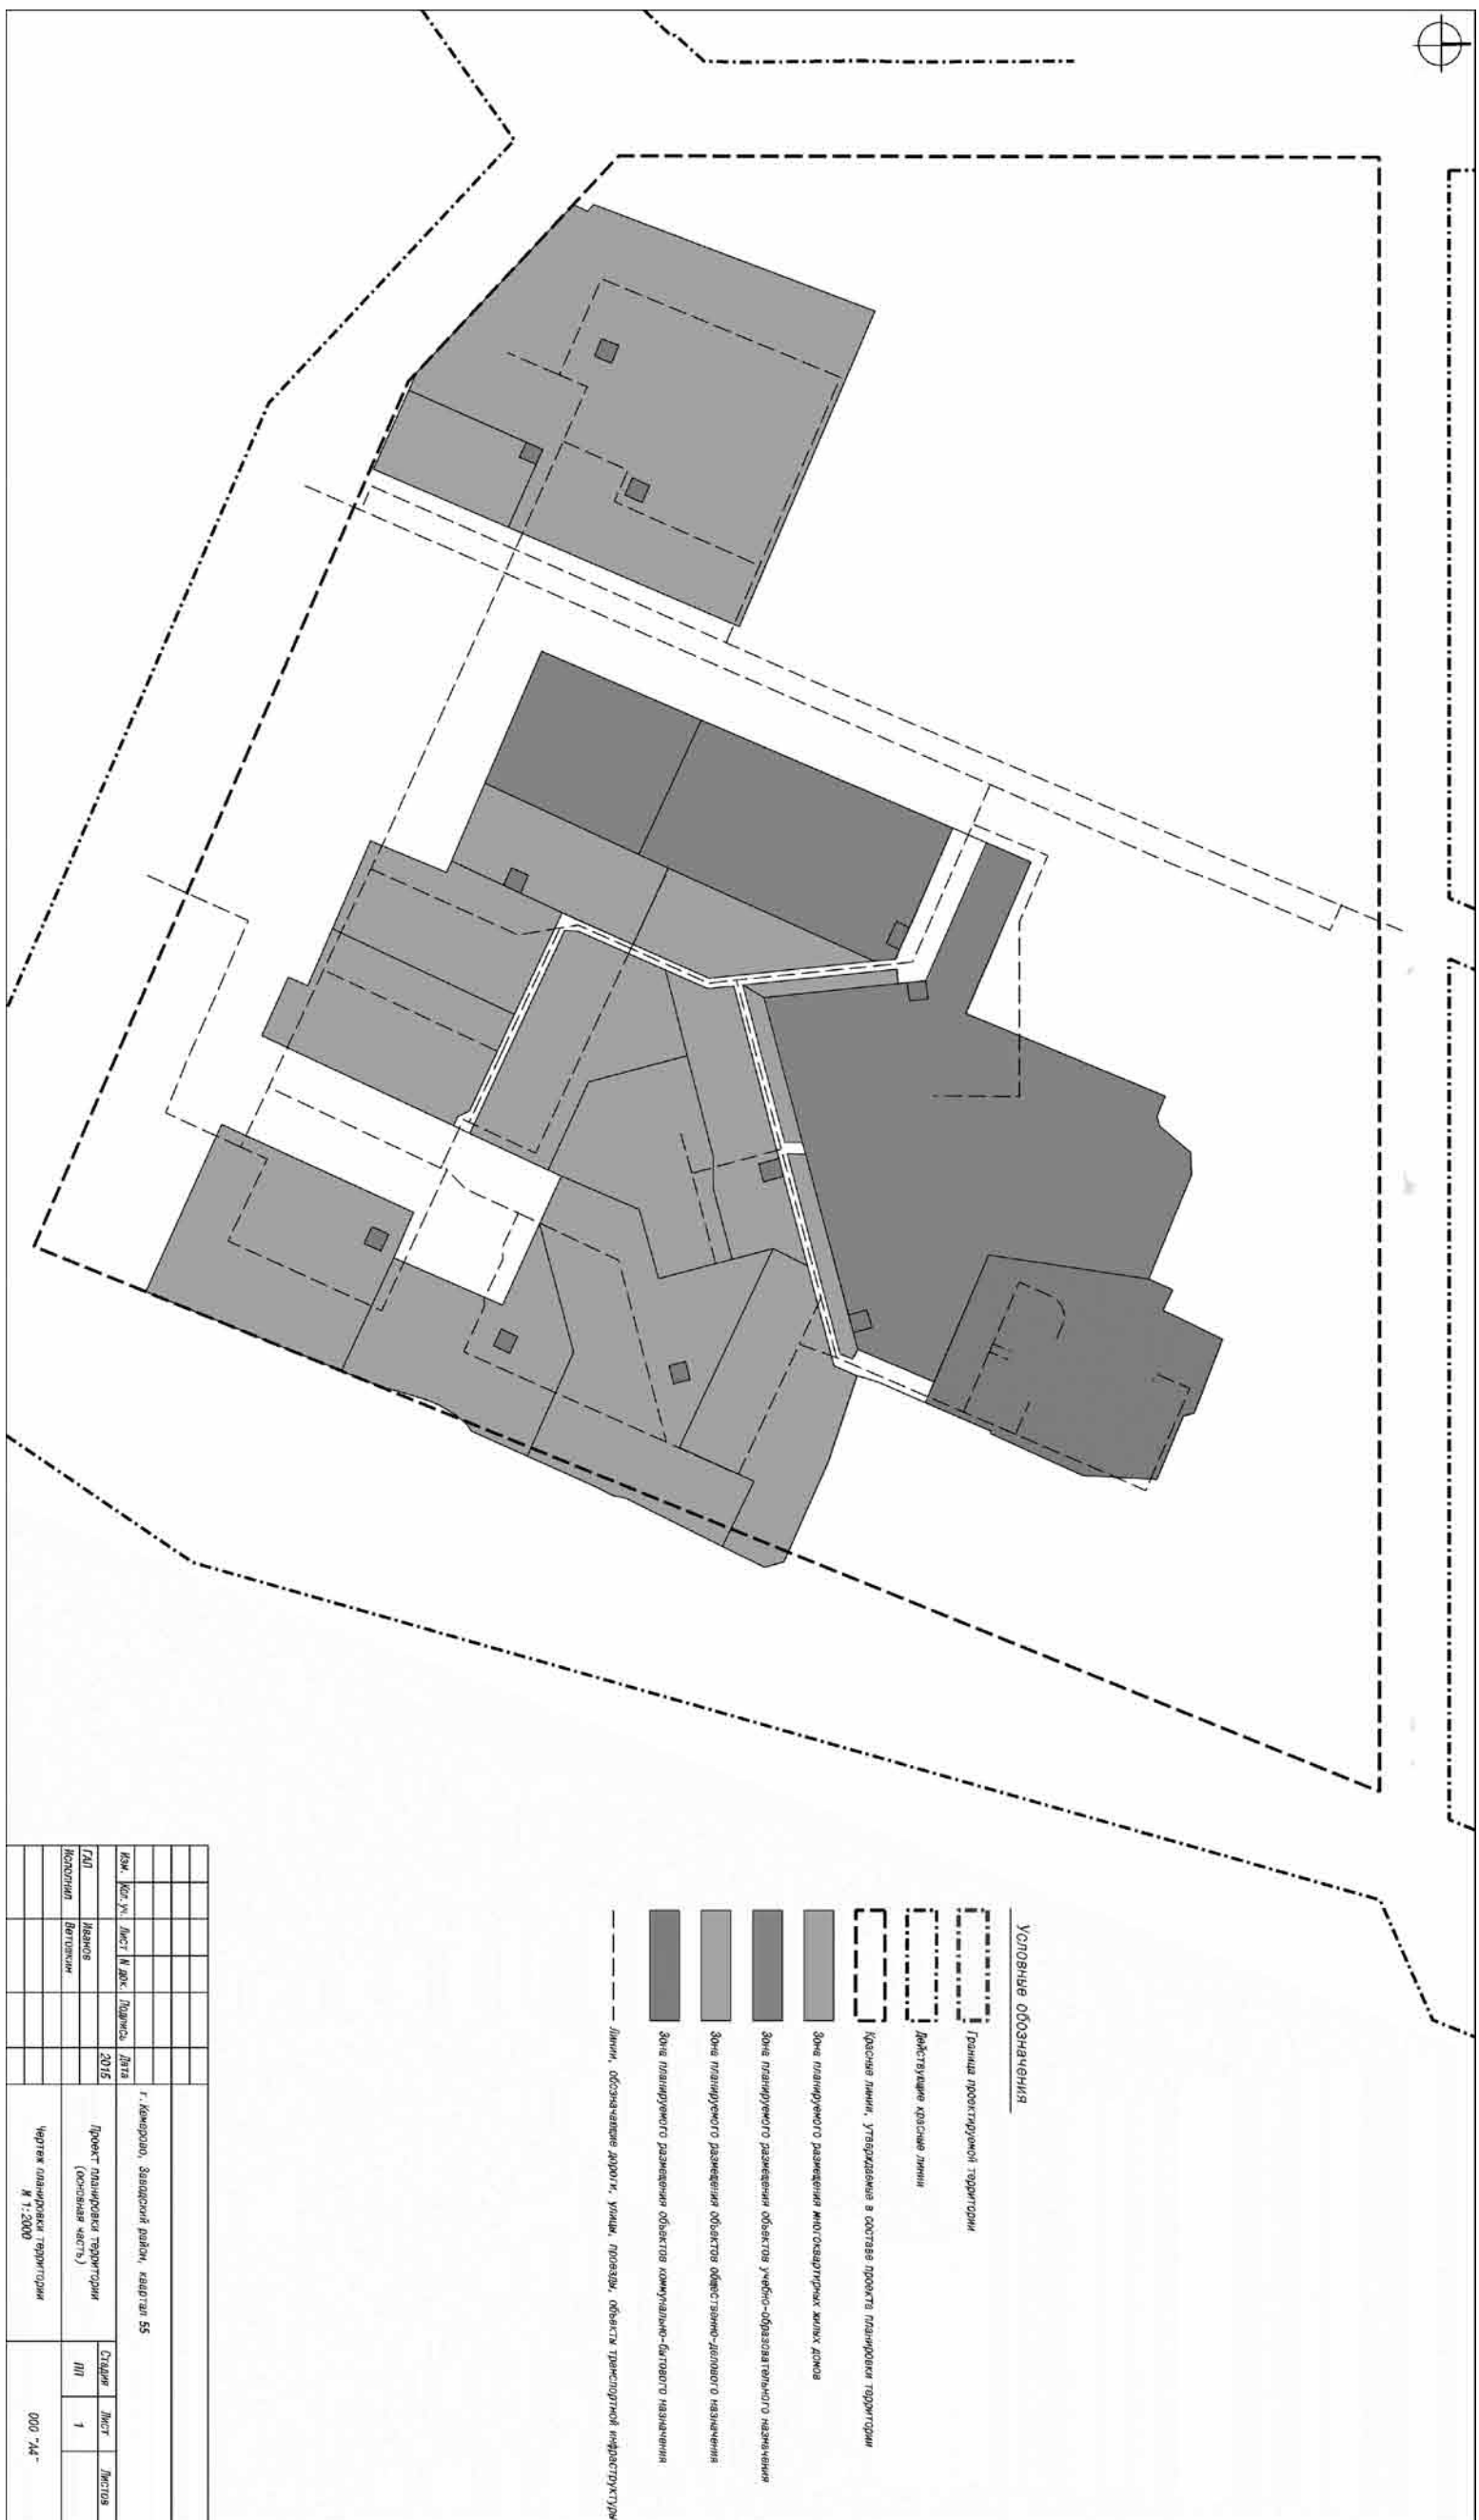 Условные обозначения
Граница проектируемой территории
Действующие красные линии
Красные линии, утверждаемые в составе проекта планировки территории
Зона планируемого размещения многоквартирных жилых домов
Зона планируемого размещения объектов учебно-образовательного назначения
Зона планируемого размещения объектов общественно-делового назначения
Зона планируемого размещения объектов коммунально-бытового назначения
Линии, обозначающие дороги, улицы, проезды, объекты транспортной инфраструктуры
г. Кемерово, Заводский район, квартал 55
Изм. Кол.уч. Лист N док. Подпись Дата
2015
ГАП Иванов
Исполнил Ветошкин
Проект планировки территории
(основная часть)
Стадия Лист Листов
ПП 1
Чертеж планировки территории
М 1:2000
ООО "А4"